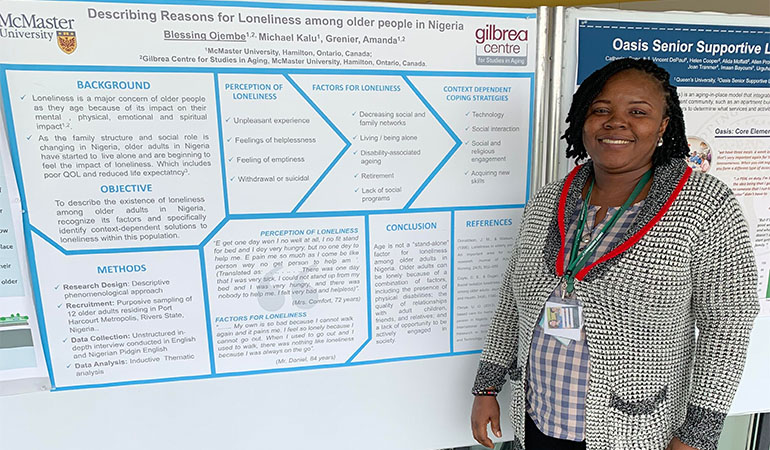 McMaster
University
Describing Reasons for Loneliness among older people in Nigeria
Blessing Ojembe1,2, Michael Kalu1, Grenier, Amanda1,2
1McMaster University, Hamilton, Ontario, Canada;
2Gilbrea Centre for Studies in Aging, McMaster University, Hamilton, Ontario, Canada.
gilbrea
centre
for Studies in Aging
BACKGROUND
✓ Loneliness is a major concern of older people
as they age because of its impact on their
mental , physical, emotional and spiritual
impact1,2.
✓ As the family structure and social role is
changing in Nigeria, older adults in Nigeria
have started to live alone and are beginning to
feel the impact of loneliness. Which includes
poor QOL and reduced life expectancy3.
OBJECTIVE
To describe the existence of loneliness
among older adults in Nigeria,
recognize its factors and specifically
identify context-dependent solutions to
loneliness within this population.
METHODS
✓ Research Design: Descriptive
phenomenological approach
✓ Recruitment: Purposive sampling of
12 older adults residing in Port
Harcourt Metropolis, Rivers State,
Nigeria..
✓ Data Collection: Unstructured in-
depth interview conducted in English
and Nigerian Pidgin English
✓ Data Analysis: Inductive Thematic
analysis
PERCEPTION OF
LONELINESS
✓ Unpleasant experience
✓ Feelings of helplessness
✓ Feeling of emptiness
✓ Withdrawal or suicidal
FACTORS FOR LONELINESS
✓ Decreasing social and
family networks
✓ Living / being alone
✓ Disability-associated
ageing
✓ Retirement
✓ Lack of social
programs
CONTEXT DEPENDENT
COPING STRATEGIES
✓ Technology
✓ Social interaction
✓ Social and
religious
engagement
✓ Acquiring new
skills
PERCEPTION OF LONELINESS
"E get one day wen I no well at all, I no fit stand
for bed and I dey very hungry, but no one dey to
help me. E pain me so much as I come be like
person wey no get person to help am
(Translated as There was one day
that I was very sick, I could not stand up from my
bed and I was very hungry, and there was
nobody to help me. I felt very bad and helpless)".
(Mrs. Comfort, 72 years)
FACTORS FOR LONELINESS
My own is so bad because I cannot walk
again and it pains me. I feel so lonely because I
cannot go out. When I used to go out and I
used to walk, there was nothing like loneliness
because I was always on the go".
(Mr. Daniel, 84 years)
CONCLUSION
Age is not a "stand-alone"
factor for loneliness
among older adults in
Nigeria. Older adults can
be lonely because of a
combination of factors,
including the presence of
physical disabilities; the
quality of relationships
with adult children,
friends, and relatives; and
a lack of opportunity to be
actively engaged in
society.
REFERENCES
Oasis Senior Supportive L
Queen's University,
Oasis: Core Eleme